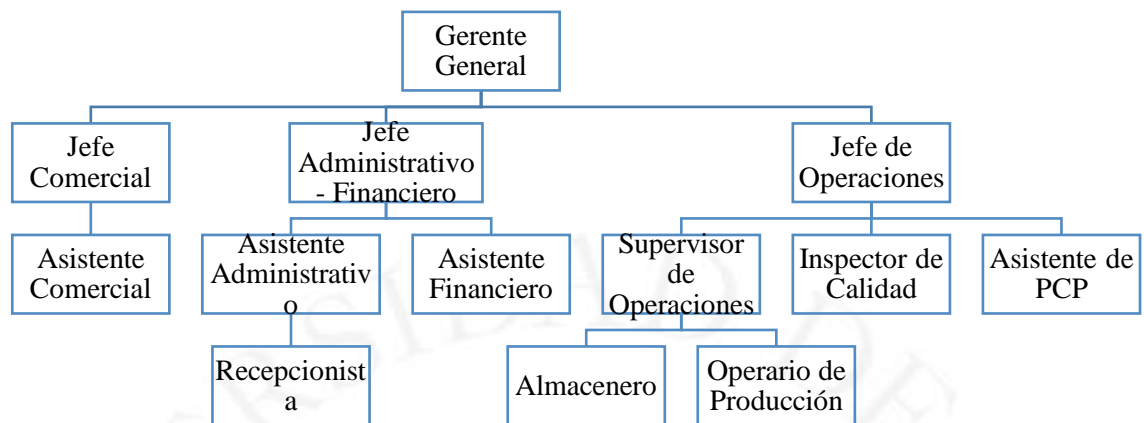 Gerente
General
Jefe
Comercial
Jefe
Administrativo
- Financiero
Jefe de
Operaciones
Asistente
Comercial
Asistente
Administrativ
o
Asistente
Financiero
Supervisor
de
Operaciones
Inspector de
Calidad
Asistente de
PCP
Recepcionist
a
Almacenero
Operario de
Producción